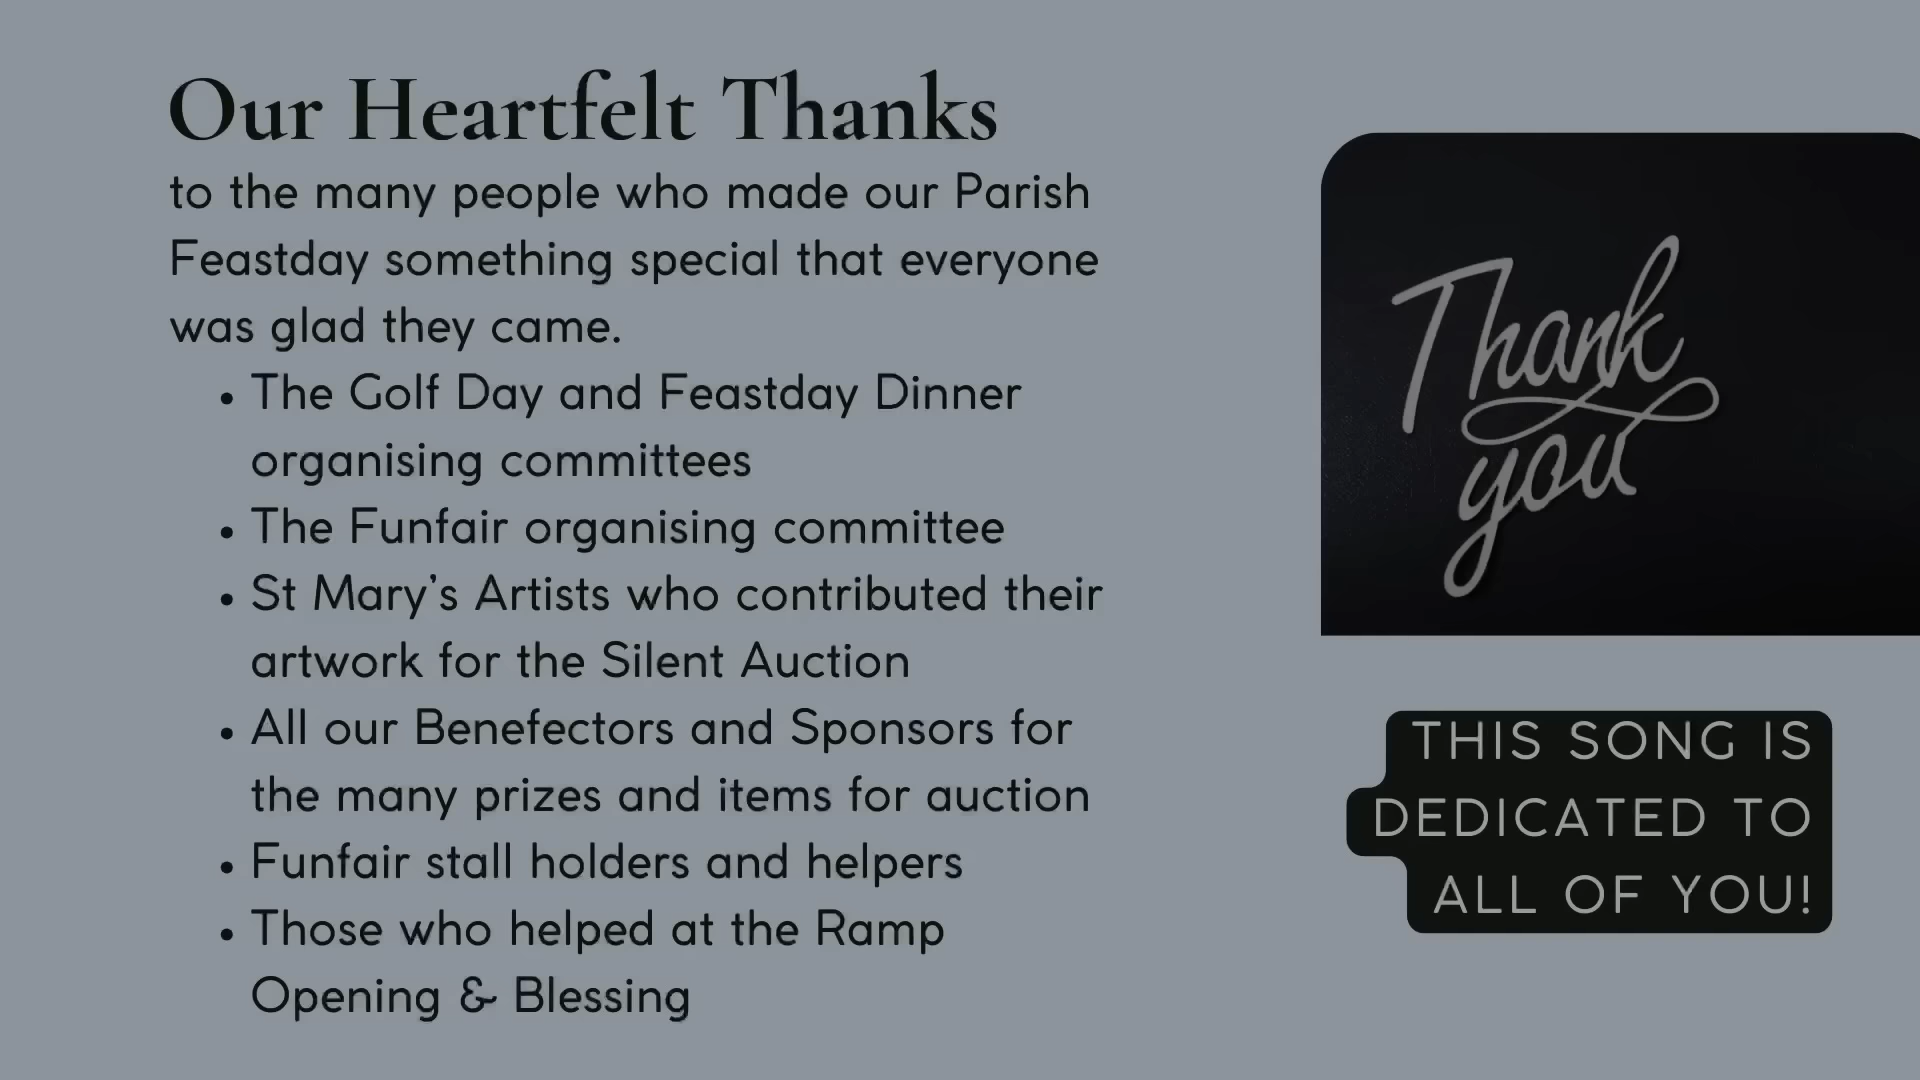 Our Heartfelt Thanks
to the many people who made our Parish
Feastday something special that everyone
was glad they came.
• The Golf Day and Feastday Dinner
organising committees
• The Funfair organising committee
• St Mary's Artists who contributed their
artwork for the Silent Auction
• All our Benefectors and Sponsors for
the many prizes and items for auction
• Funfair stall holders and helpers
• Those who helped at the Ramp
Opening & Blessing
Thank
you
THIS SONG IS
DEDICATED TO
ALL OF YOU!